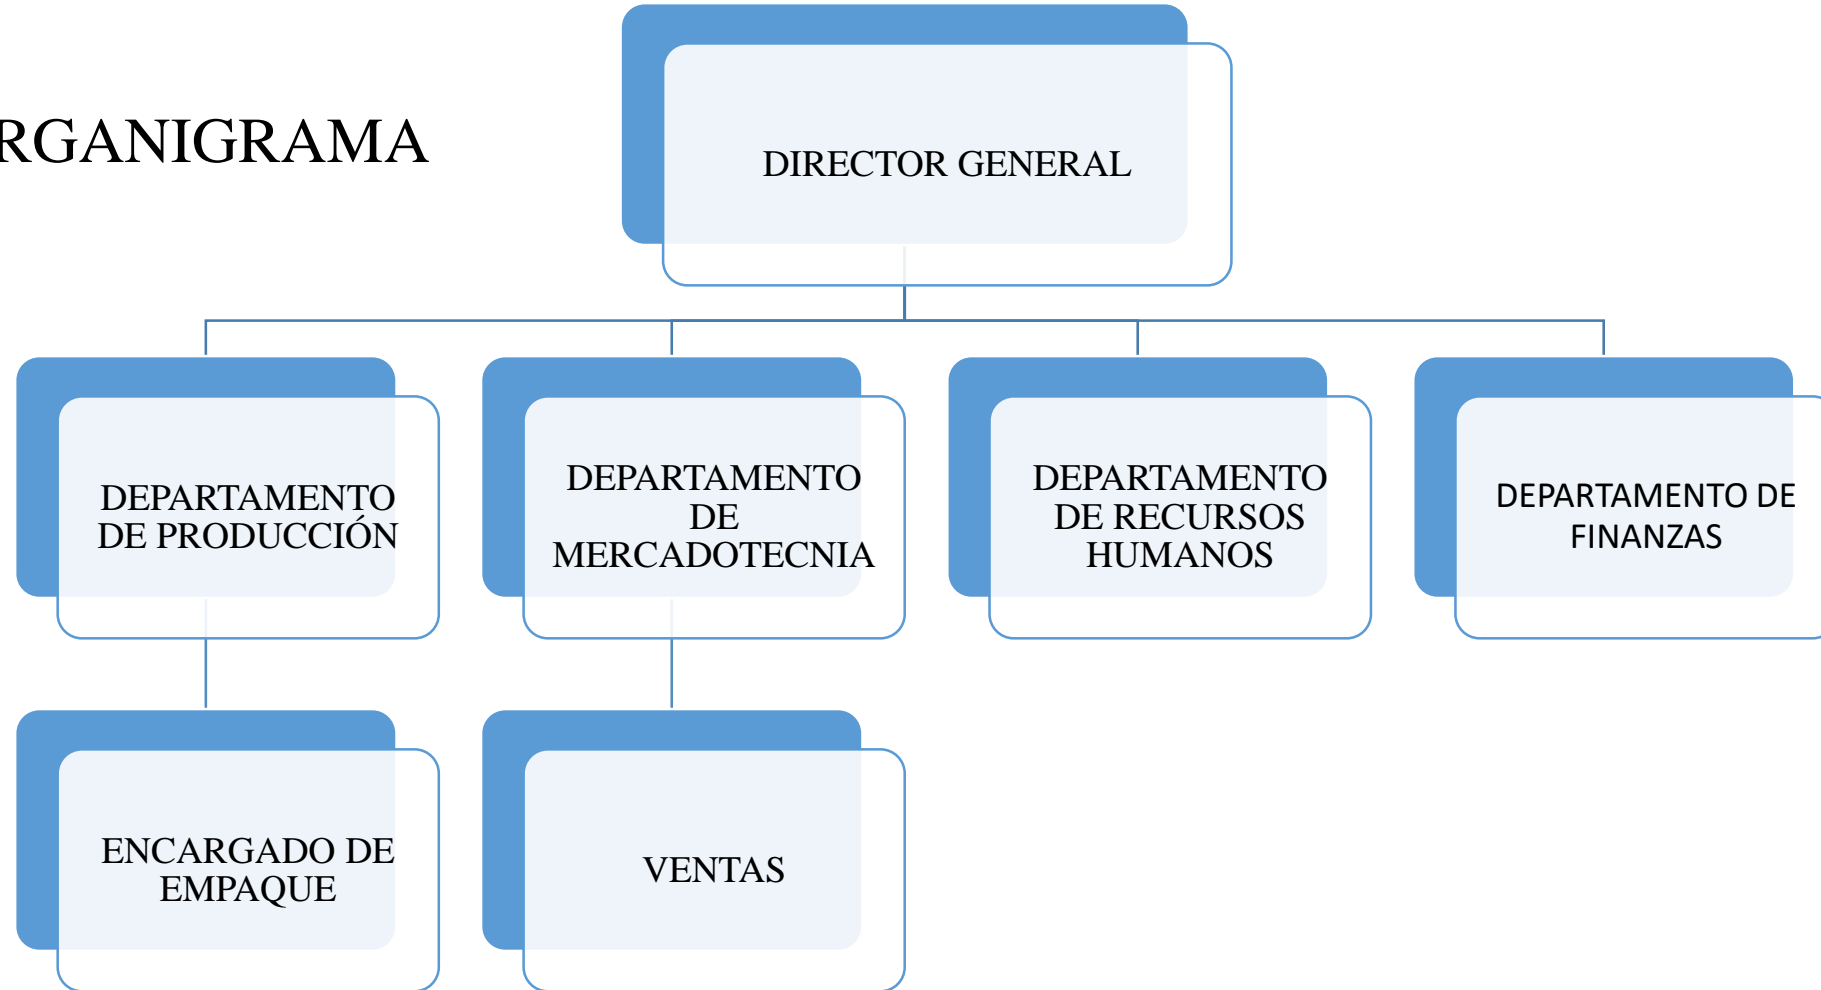 RGANIGRAMA
DIRECTOR GENERAL
DEPARTAMENTO
DE PRODUCCIÓN
DEPARTAMENTO
DE
MERCADOTECNIA
DEPARTAMENTO
DE RECURSOS
HUMANOS
DEPARTAMENTO DE
FINANZAS
ENCARGADO DE
EMPAQUE
VENTAS